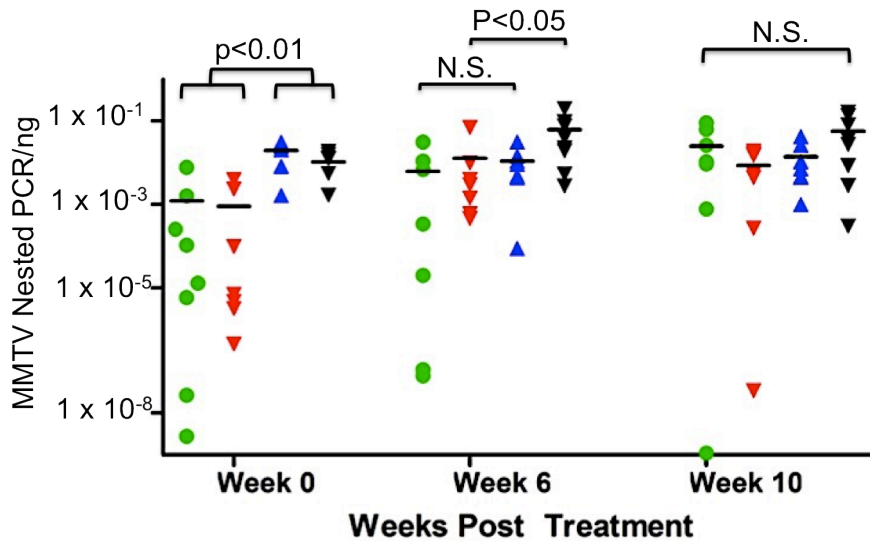 P<0.05
p<0.01
N.S.
N.S.
MMTV Nested PCR/ng
1 x 10⁻¹
1 x 10⁻³
1 x 10⁻⁵
1 x 10⁻⁸
Week 0
Week 6
Week 10
Weeks Post Treatment